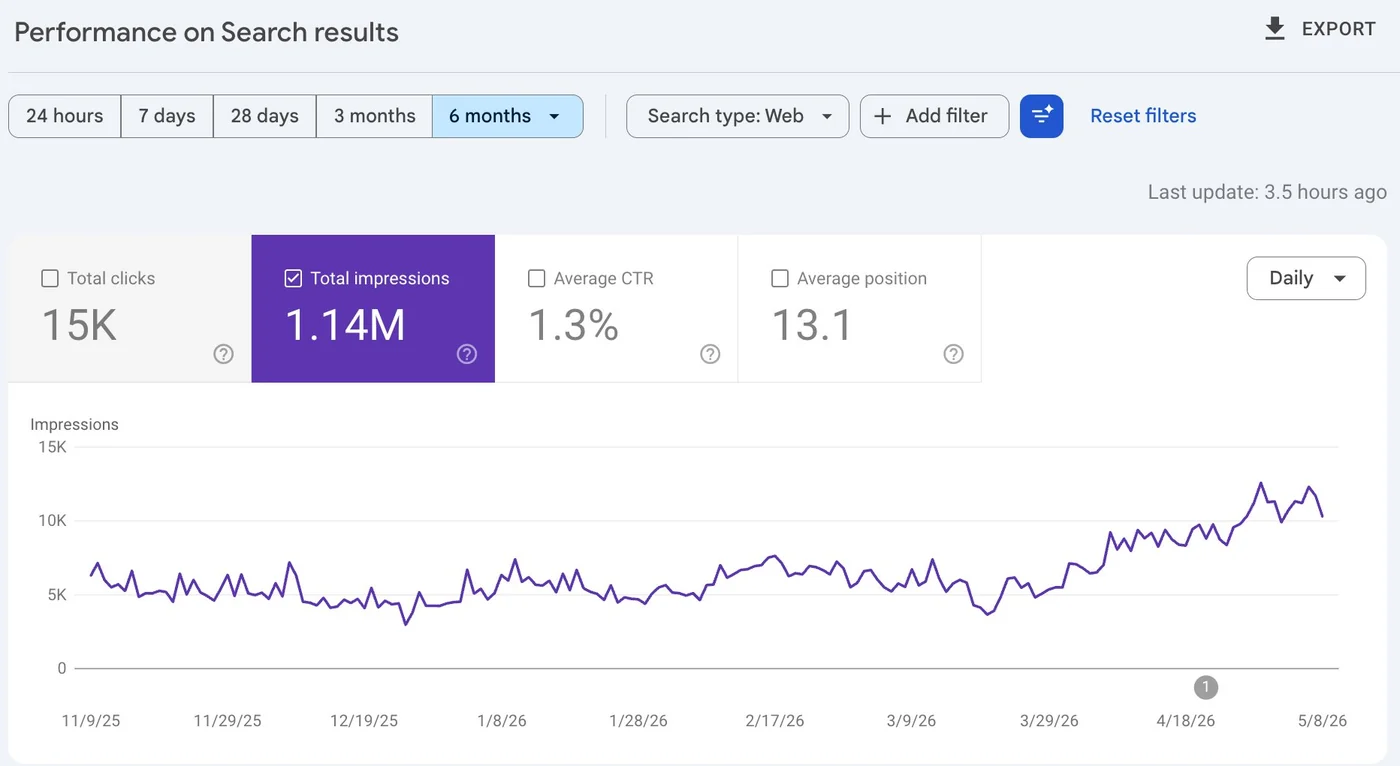 Performance on Search results
EXPORT
24 hours 7 days 28 days 3 months 6 months Search type: Web Add filter Reset filters
Last update: 3.5 hours ago
Total clicks Total impressions Average CTR Average position Daily
15K 1.14M 1.3% 13.1
? ? ? ?
Impressions
15K
10K
5K
0
1
11/9/25 11/29/25 12/19/25 1/8/26 1/28/26 2/17/26 3/9/26 3/29/26 4/18/26 5/8/26